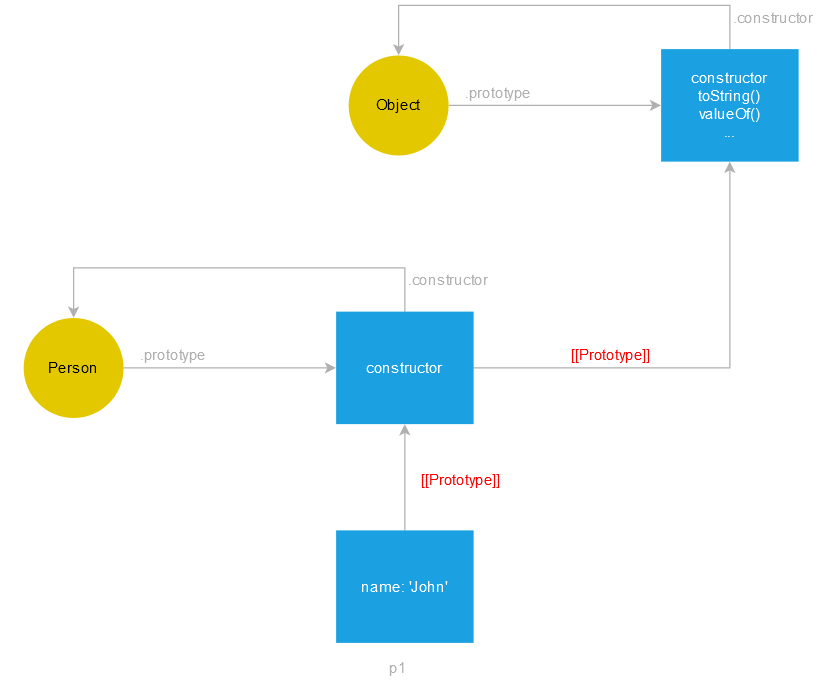 .constructor
Object
.prototype
constructor
toString()
valueOf()
...
.constructor
Person
.prototype
constructor
[[Prototype]]
[[Prototype]]
name: 'John'
p1